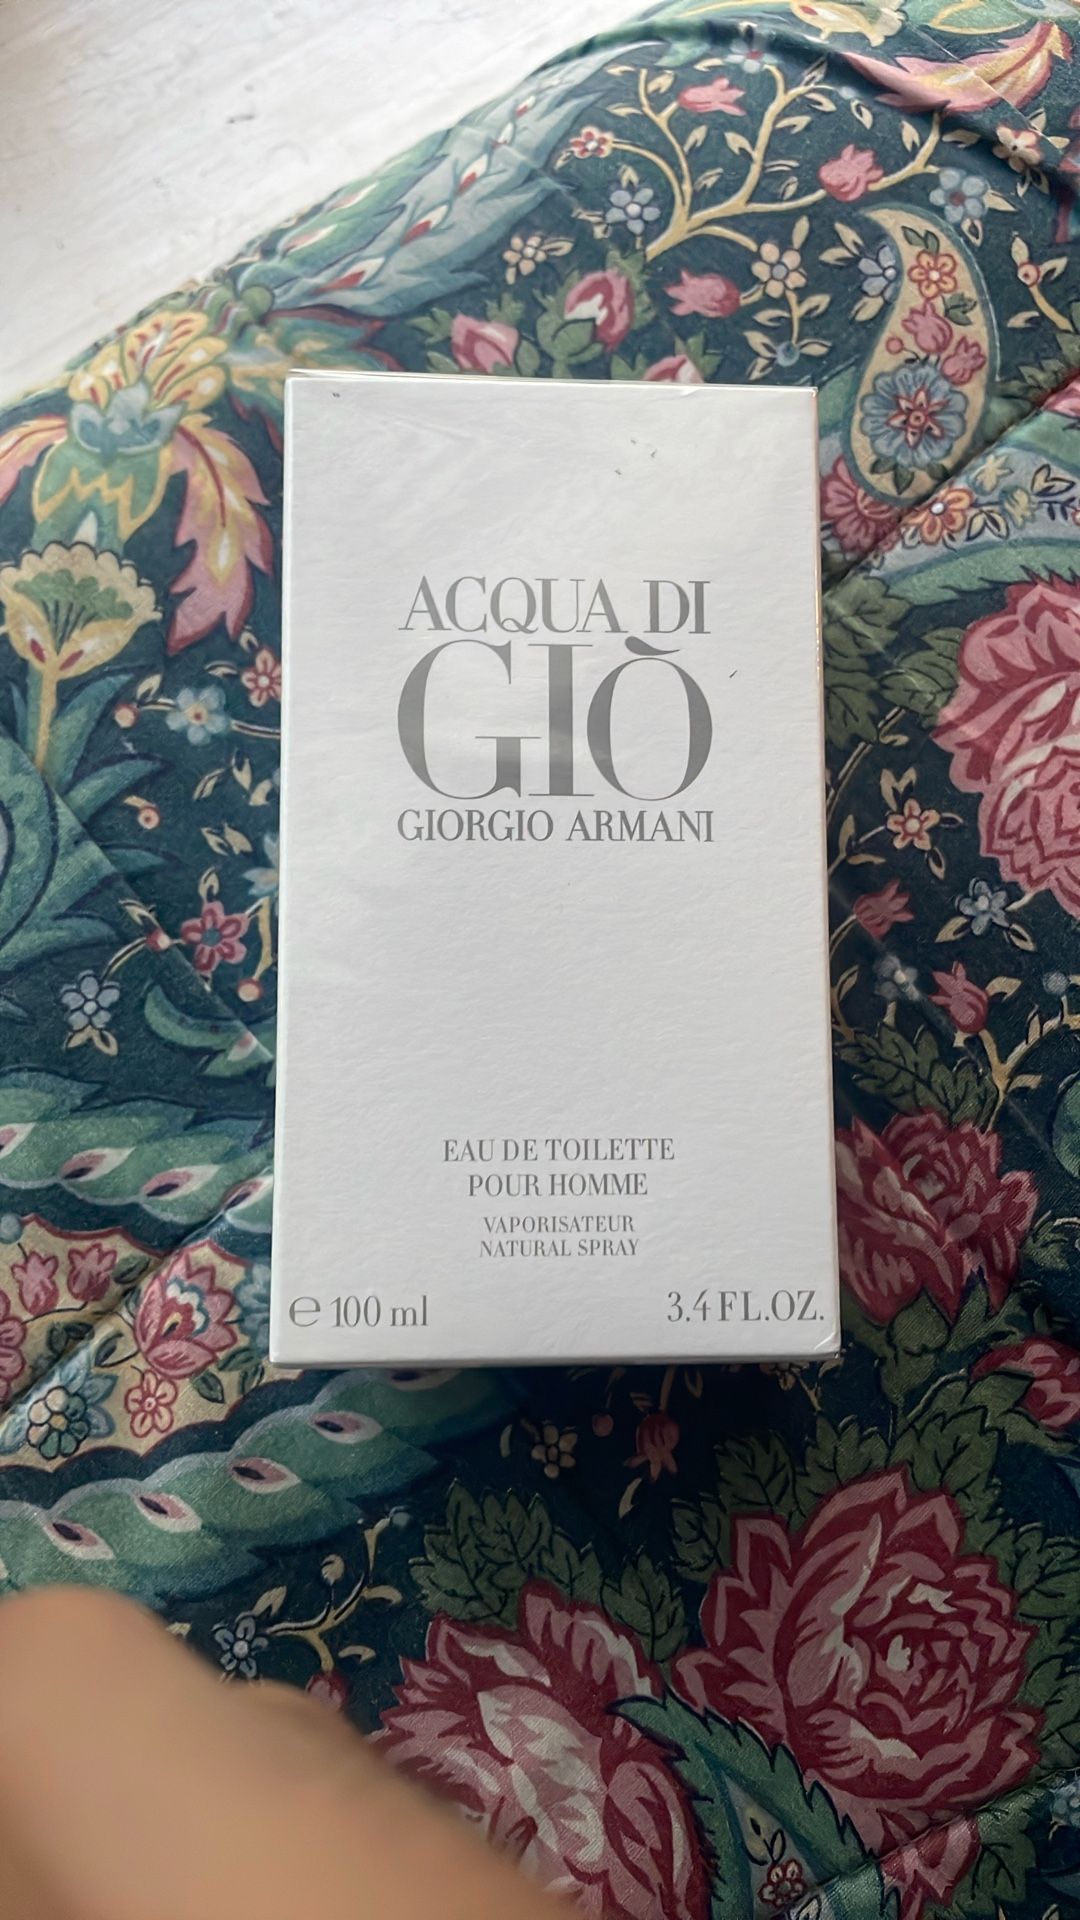 ACQUA DI
GIÒ
GIORGIO ARMANI
EAU DE TOILETTE
POUR HOMME
VAPORISATEUR
NATURAL SPRAY
℮ 100 ml 3.4 FL.OZ.